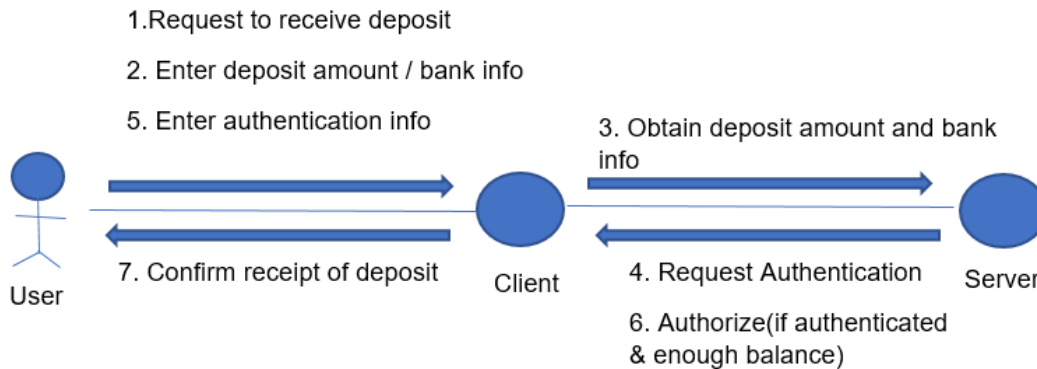 1.Request to receive deposit
2. Enter deposit amount / bank info
5. Enter authentication info
3. Obtain deposit amount and bank
info
7. Confirm receipt of deposit
4. Request Authentication
6. Authorize(if authenticated
& enough balance)
User
Client
Server